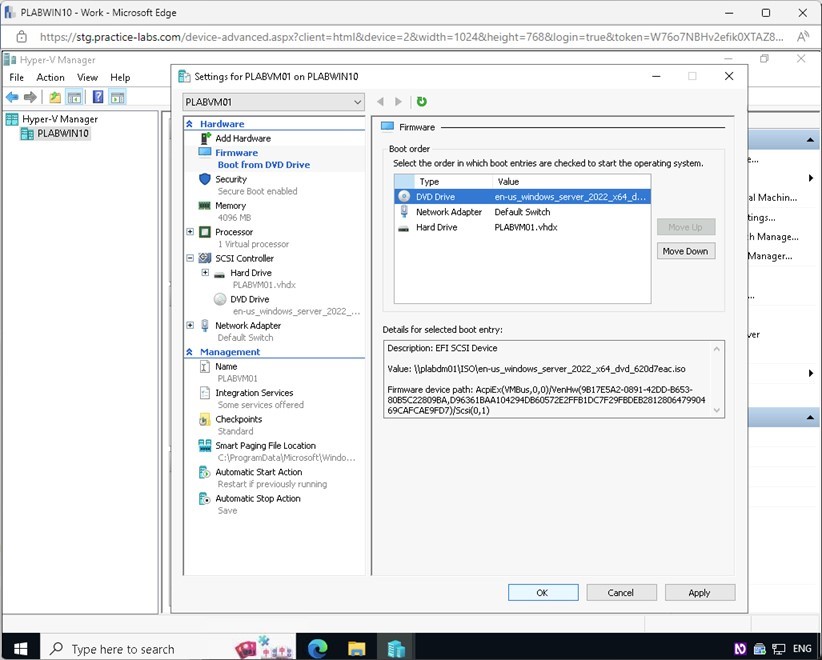 PLABWIN10 - Work - Microsoft Edge
https://stg.practice-labs.com/device-advanced.aspx?client=html&device=2&width=1024&height=768&login=true&token=W76o7NBHv2efik0XTAZ8...
Hyper-V Manager
File Action View Help
Hyper-V Manager
PLABWIN10
Settings for PLABVM01 on PLABWIN10
PLABVM01
Hardware
Add Hardware
Firmware
Boot from DVD Drive
Security
Secure Boot enabled
Memory
4096 MB
Processor
1 Virtual processor
SCSI Controller
Hard Drive
PLABVM01.vhdx
DVD Drive
en-us_windows_server_2022_...
Network Adapter
Default Switch
Management
Name
PLABVM01
Integration Services
Some services offered
Checkpoints
Standard
Smart Paging File Location
C:\ProgramData\Microsoft\Windo...
Automatic Start Action
Restart if previously running
Automatic Stop Action
Save
Firmware
Boot order
Select the order in which boot entries are checked to start the operating system.
Type Value
DVD Drive en-us_windows_server_2022_x64_d...
Network Adapter Default Switch
Hard Drive PLABVM01.vhdx
Move Up
Move Down
Details for selected boot entry:
Description: EFI SCSI Device
Value: \\plabdm01\ISO\en-us_windows_server_2022_x64_dvd_620d7eac.iso
Firmware device path: AcpiEx(VMBus,0,0)/VenHw(9B17E5A2-0891-42DD-B653-
80B5C22809BA,D96361BAA104294DB60572E2FFB1DC7F29FBDEB2812806479904
69CAFCAE9FD7)/Scsi(0,1)
OK Cancel Apply
e...
al Machin...
tings...
h Manage...
Manager...
...
ver
Type here to search
ENG